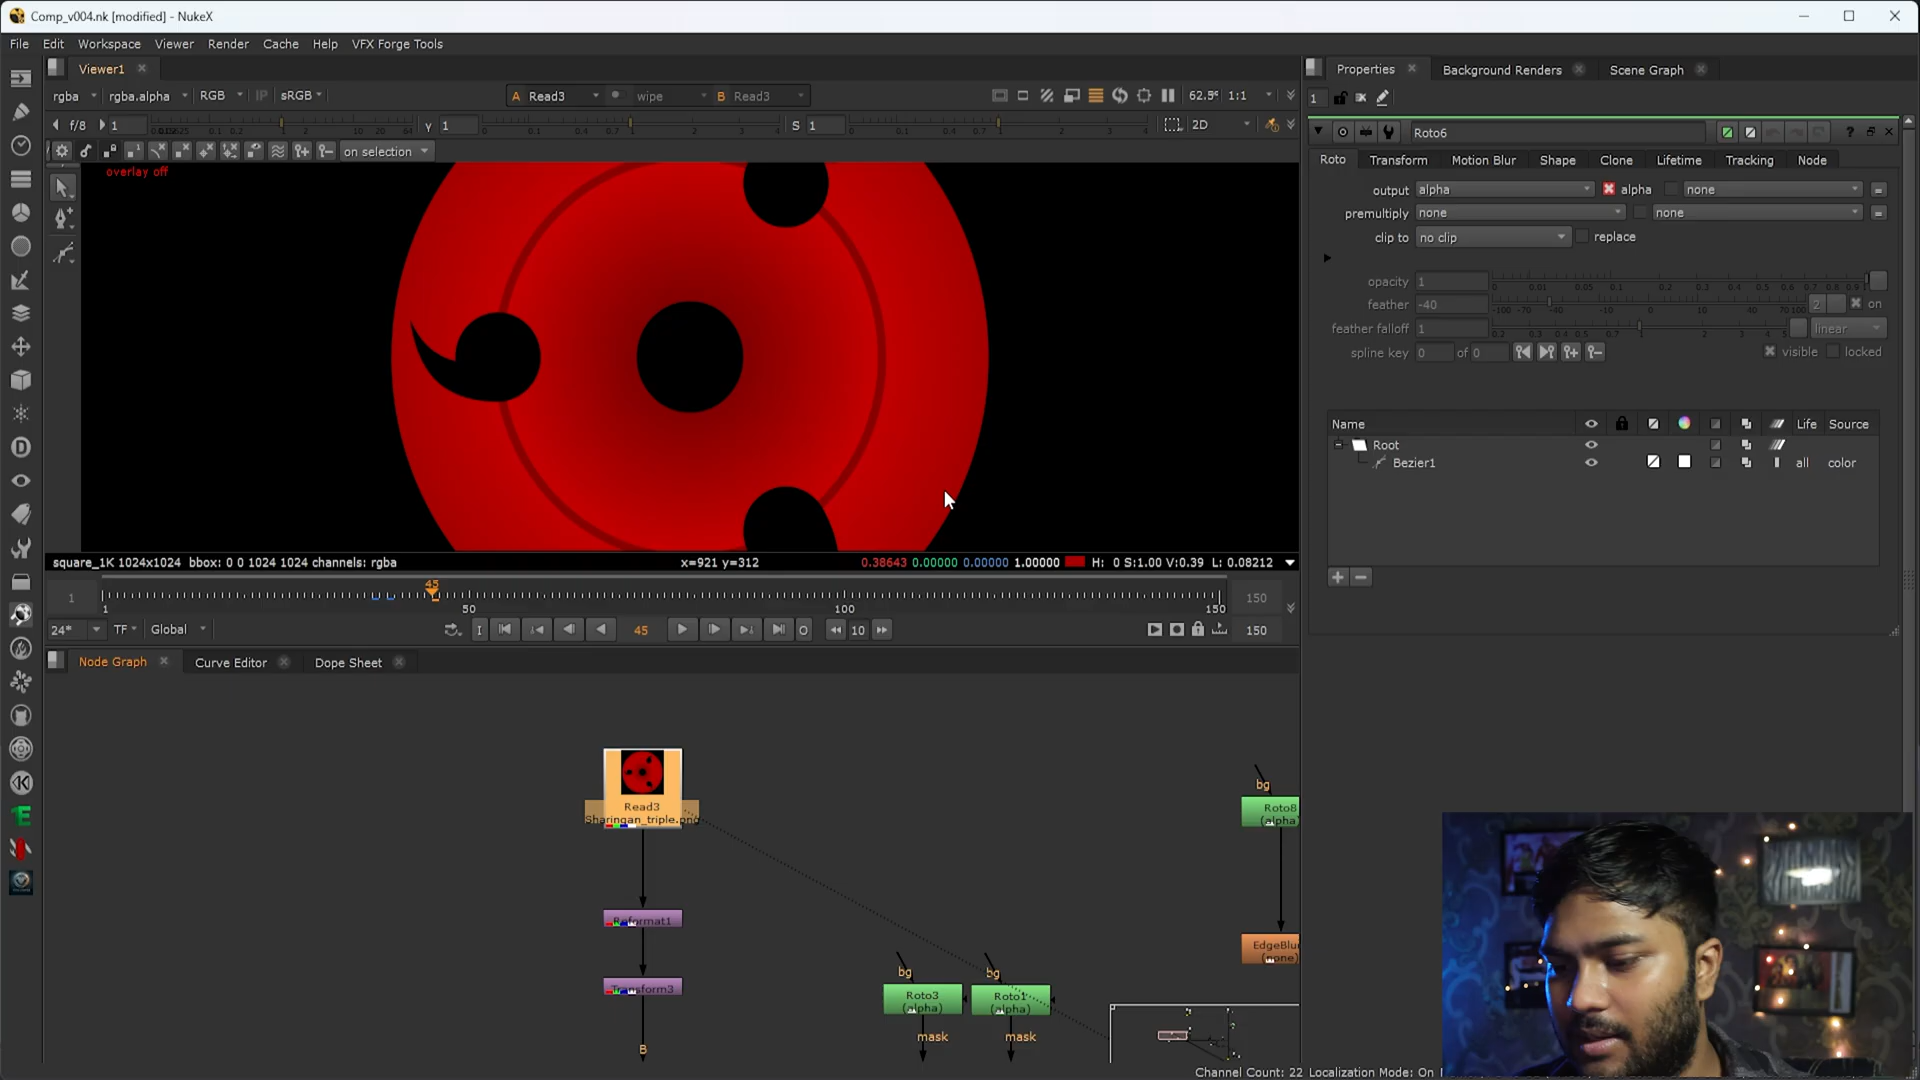 Comp_v004.nk [modified] - NukeX
File Edit Workspace Viewer Render Cache Help VFX Forge Tools
Viewer1
rgba rgba.alpha RGB IP sRGB A Read3 wipe B Read3 1:1
f/8 1 γ 1 S 1 2D
on selection
overlay off
square_1K 1024x1024 bbox: 0 0 1024 1024 channels: rgba x=921 y=312 0.38643 0.00000 0.00000 1.00000 H: 0 S:1.00 V:0.39 L: 0.08212
45
1 150
1 50 100 150
24* TF Global I 45 O 10 150
Node Graph Curve Editor Dope Sheet
Read3
Sharingan_triple.png
Reformat1
Transform3
B
bg
Roto3
(alpha)
mask
bg
Roto1
(alpha)
mask
bg
Roto8
(alpha)
EdgeBlu
(none)
Properties Background Renders Scene Graph
1
Roto6
Roto Transform Motion Blur Shape Clone Lifetime Tracking Node
output alpha alpha none =
premultiply none none =
clip to no clip replace
opacity 1
feather -40 2 on
feather falloff 1 linear
spline key 0 of 0 visible locked
Name Life Source
Root
Bezier1 all color
Channel Count: 22 Localization Mode: On